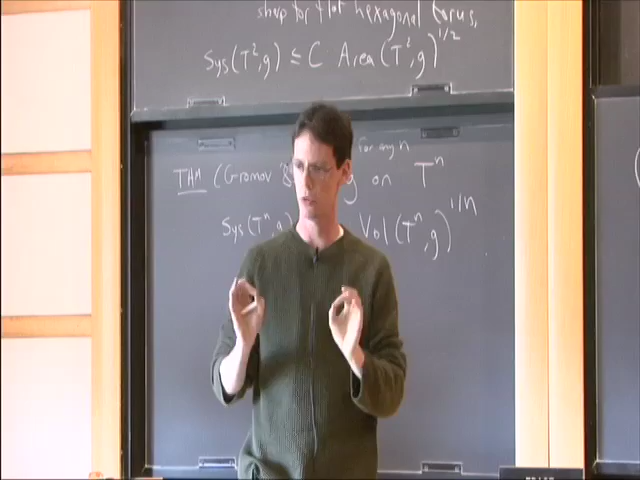 sharp for flat hexagonal torus.
Sys(T²,g) ≤ C Area(T²,g)^1/2
for any n
THM (Gromov g on Tⁿ
Sys(Tⁿ,g) Vol(Tⁿ,g)^1/n